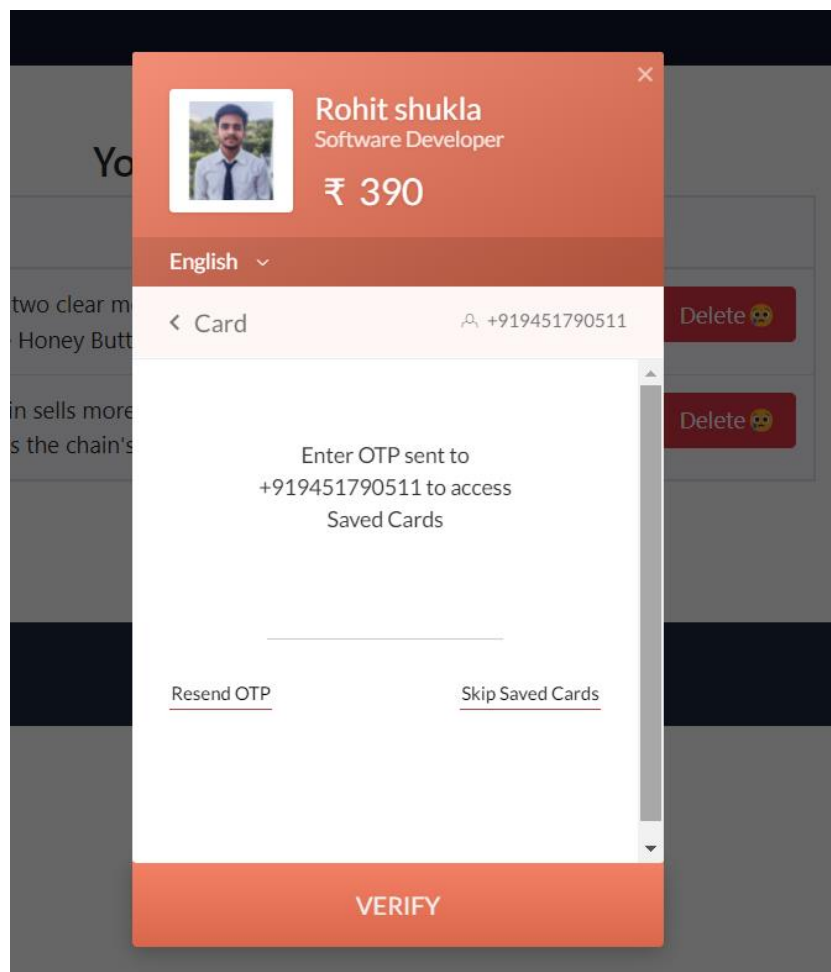 Rohit shukla
Software Developer
₹ 390
Yo
English
two clear m
Honey Butt
Card
+919451790511
Delete
in sells more
s the chain's
Delete
Enter OTP sent to
+919451790511 to access
Saved Cards
Resend OTP
Skip Saved Cards
VERIFY